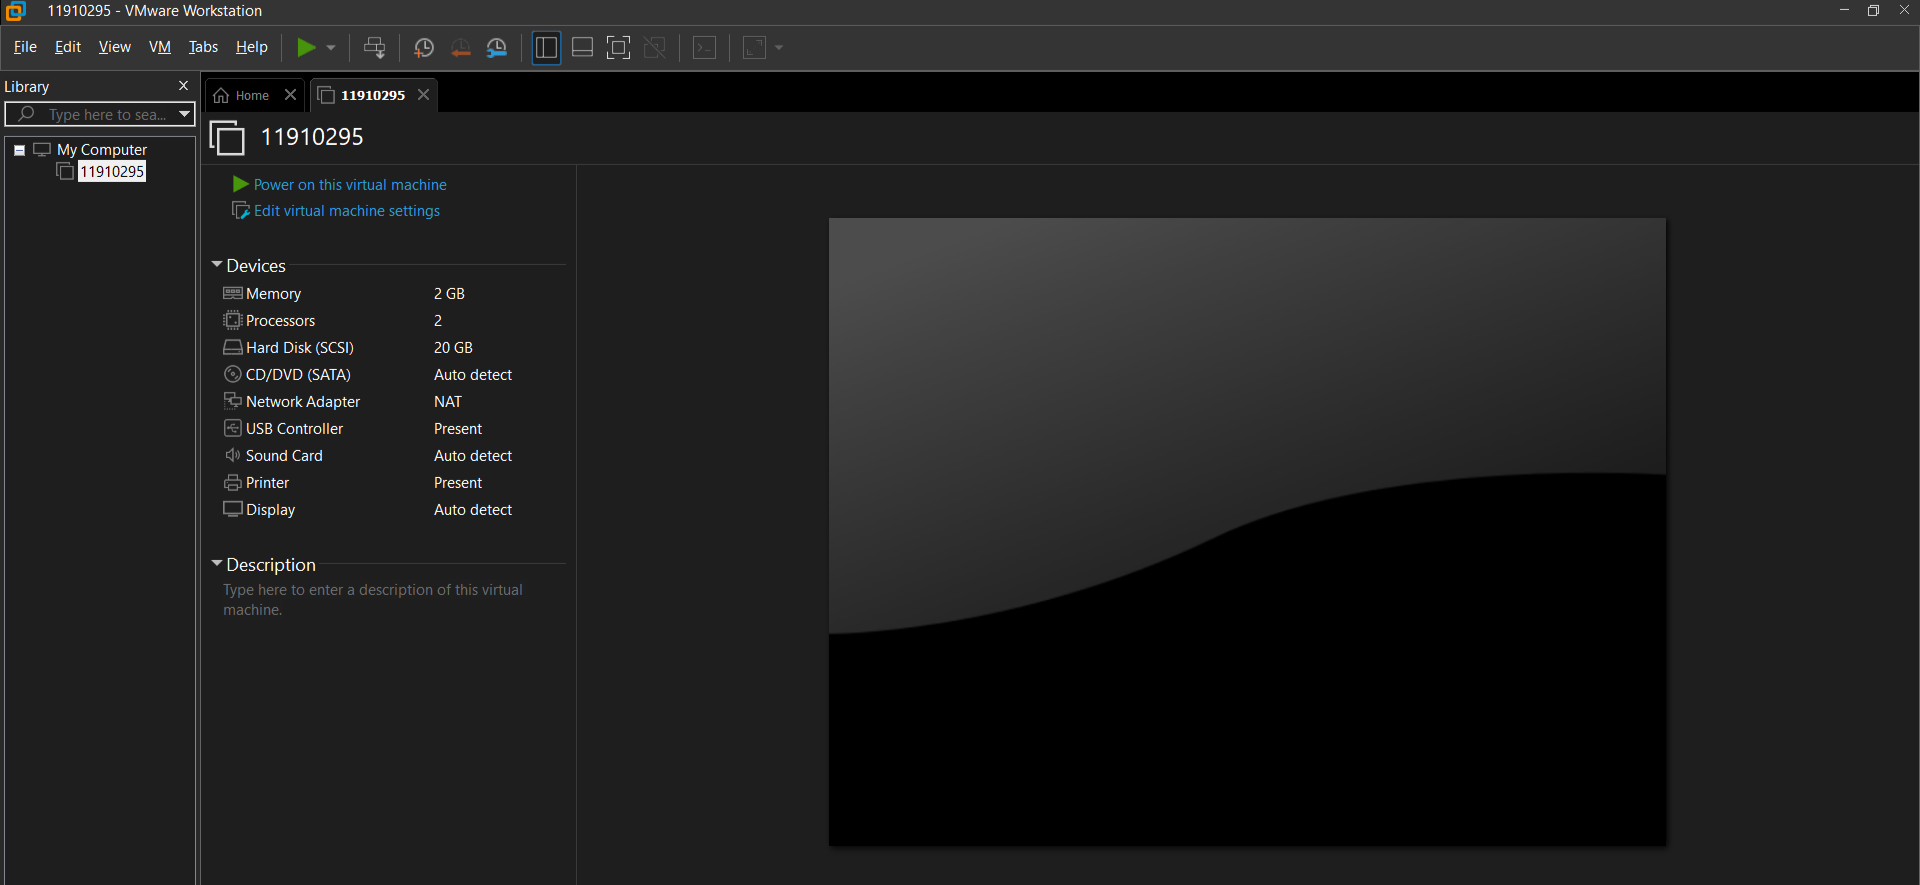 11910295 - VMware Workstation
File Edit View VM Tabs Help
Library
Type here to sea...
My Computer
11910295
Home
11910295
11910295
Power on this virtual machine
Edit virtual machine settings
Devices
Memory 2 GB
Processors 2
Hard Disk (SCSI) 20 GB
CD/DVD (SATA) Auto detect
Network Adapter NAT
USB Controller Present
Sound Card Auto detect
Printer Present
Display Auto detect
Description
Type here to enter a description of this virtual
machine.